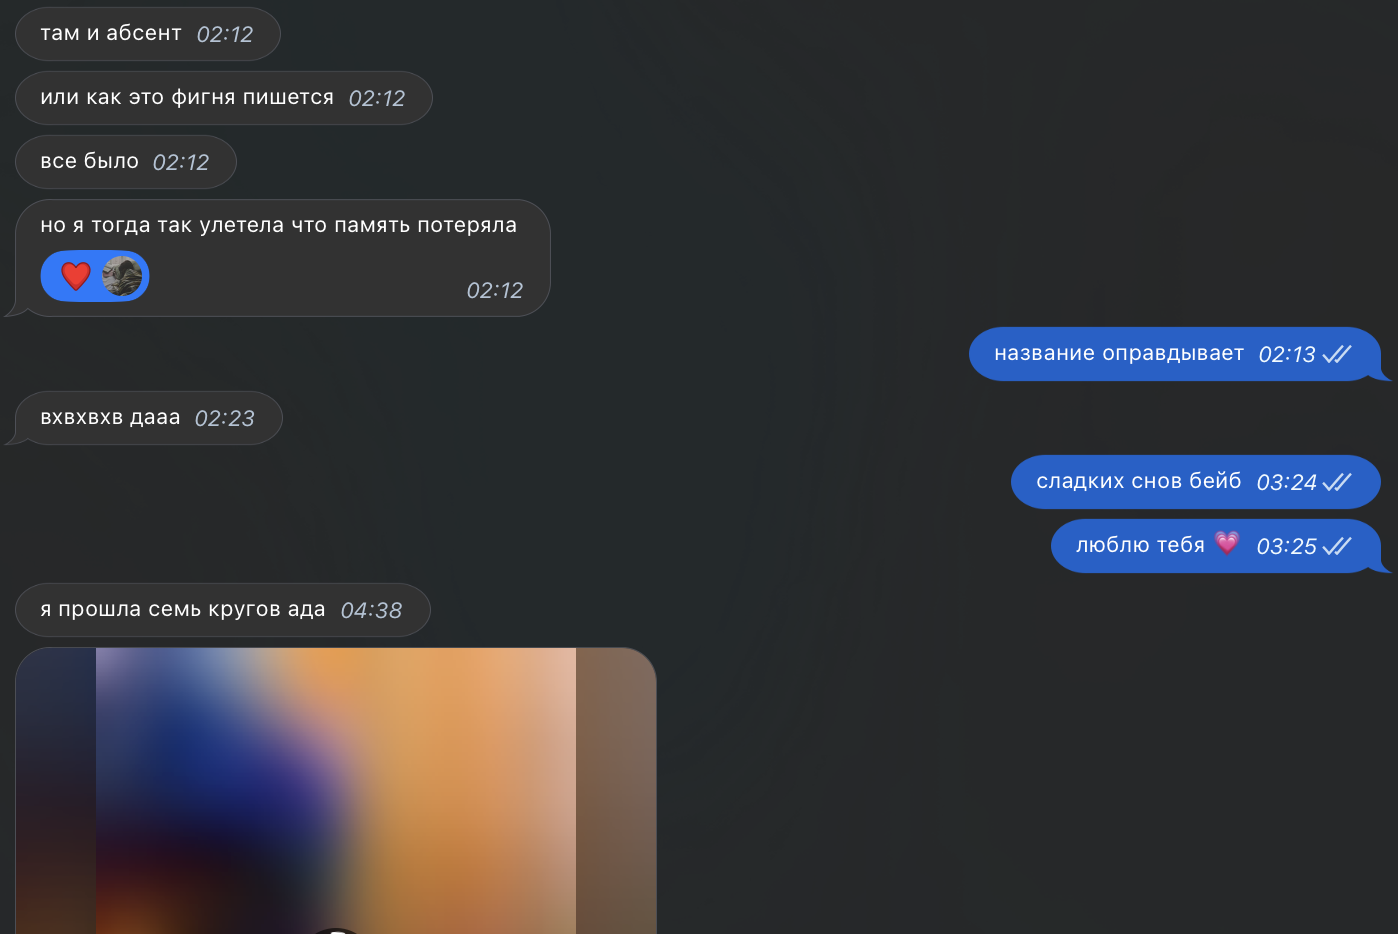 там и абсент 02:12
или как это фигня пишется 02:12
все было 02:12
но я тогда так улетела что память потеряла
02:12
название оправдывает 02:13
вхвхвхв дааа 02:23
сладких снов бейб 03:24
люблю тебя 💗 03:25
я прошла семь кругов ада 04:38